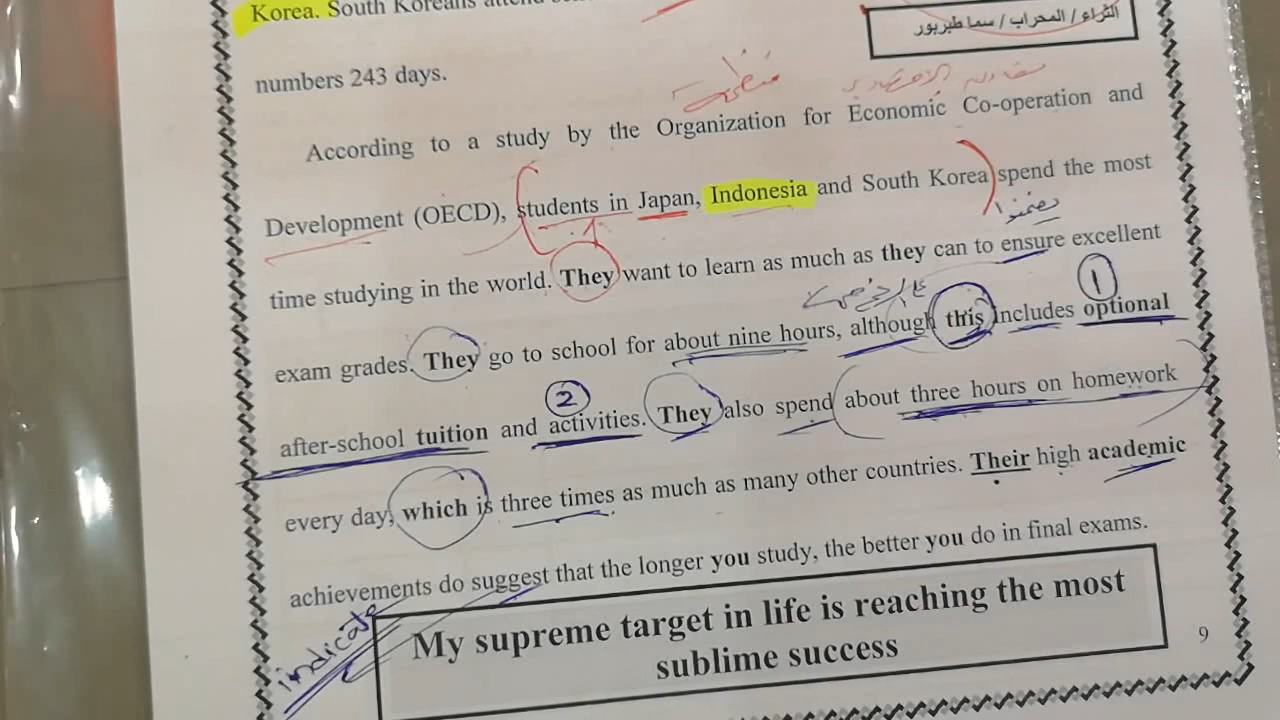 Korea. South Koreans attend
الثراء / المحراب / سما طبربور
numbers 243 days.
منظمة
According to a study by the Organization for Economic Co-operation and
Development (OECD), students in Japan, Indonesia and South Korea spend the most
يضمنوا
time studying in the world. They want to learn as much as they can to ensure excellent
1
exam grades. They go to school for about nine hours, although this includes optional
2
after-school tuition and activities. They also spend about three hours on homework
every day, which is three times as much as many other countries. Their high academic
achievements do suggest that the longer you study, the better you do in final exams.
indicate
My supreme target in life is reaching the most
sublime success
9